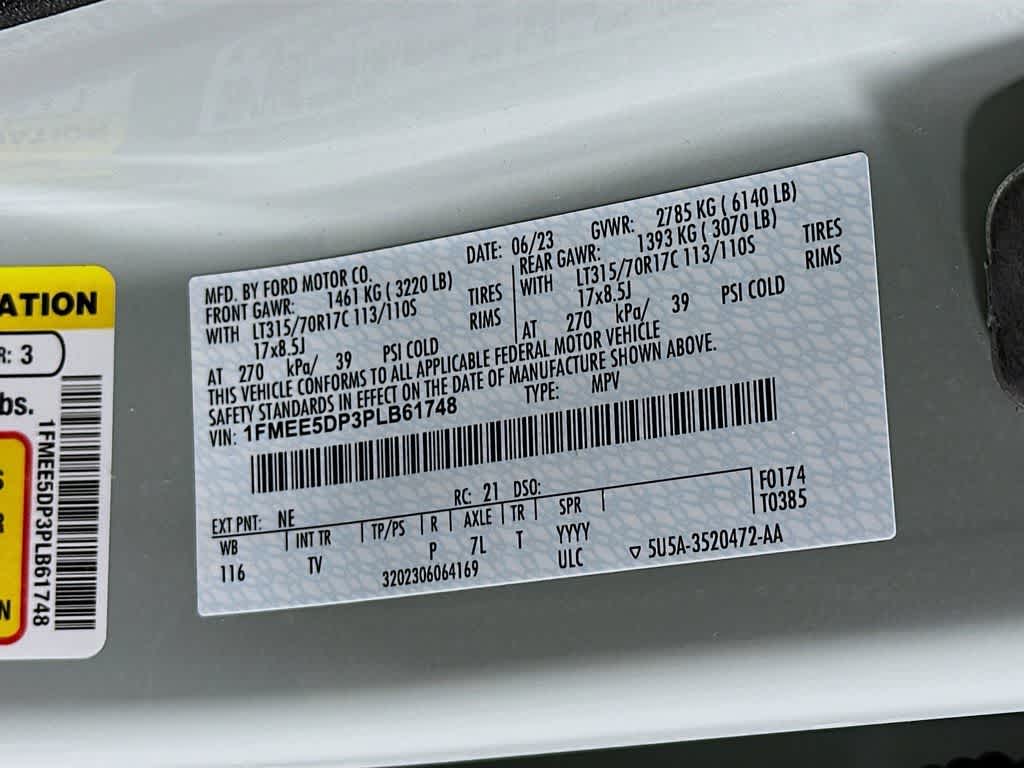 MFD. BY FORD MOTOR CO.
DATE: 06/23 GVWR: 2785 KG ( 6140 LB)
FRONT GAWR: 1461 KG ( 3220 LB)
WITH LT315/70R17C 113/110S TIRES
17x8.5J RIMS
AT 270 kPa/ 39 PSI COLD
REAR GAWR: 1393 KG ( 3070 LB)
WITH LT315/70R17C 113/110S TIRES
17x8.5J RIMS
AT 270 kPa/ 39 PSI COLD
THIS VEHICLE CONFORMS TO ALL APPLICABLE FEDERAL MOTOR VEHICLE
SAFETY STANDARDS IN EFFECT ON THE DATE OF MANUFACTURE SHOWN ABOVE.
VIN: 1FMEE5DP3PLB61748 TYPE: MPV
EXT PNT: NE RC: 21 DSO: F0174
WB INT TR TP/PS R AXLE TR SPR T0385
116 TV P 7L T YYYY
3202306064169 ULC ▽ 5U5A-3520472-AA
ATION
R: 3
bs.
S
R
N
1FMEE5DP3PLB61748